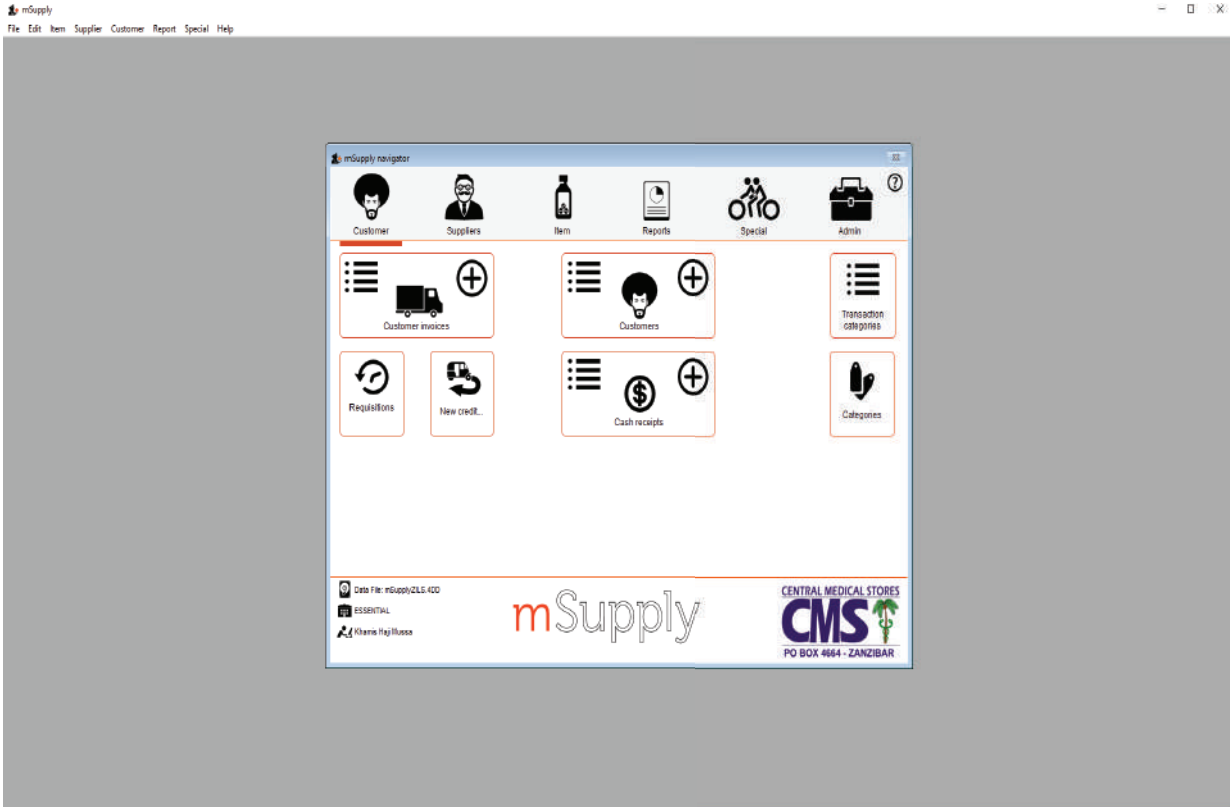 mSupply
File Edit Item Supplier Customer Report Special Help
mSupply navigator
Customer Suppliers Item Reports Special Admin
Customer invoices
Customers
Transaction
categories
Requisitions
New credit...
Cash receipts
Categories
Data File: mSupplyZILS.4DD
ESSENTIAL
Khamis Haji Mussa
mSupply
CENTRAL MEDICAL STORES
CMS
PO BOX 4664 - ZANZIBAR